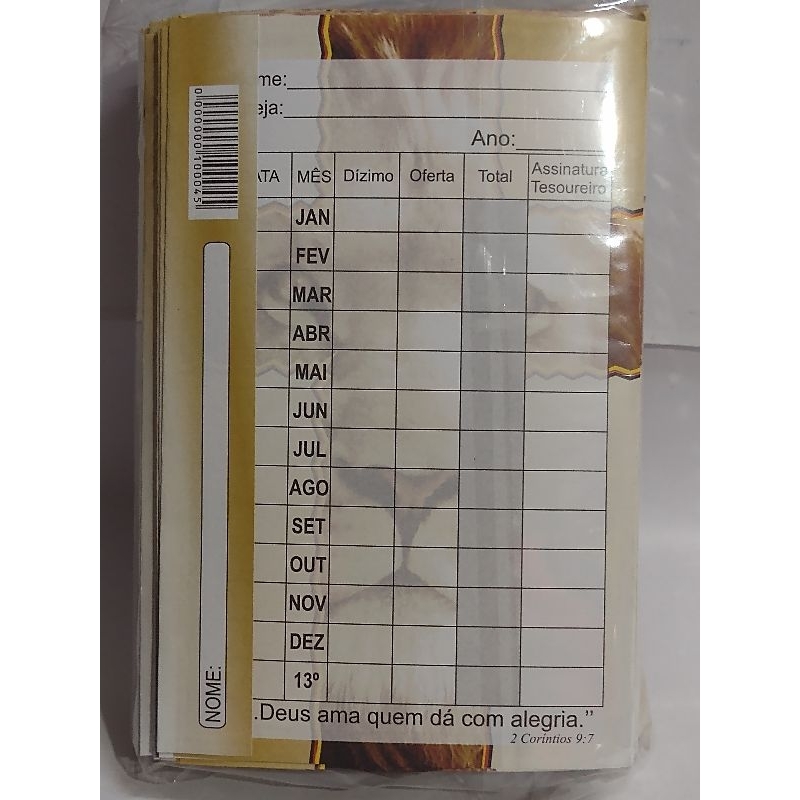 me:
eja:
Ano:
ATA MÊS Dízimo Oferta Total Assinatura Tesoureiro
JAN
FEV
MAR
ABR
MAI
JUN
JUL
AGO
SET
OUT
NOV
DEZ
13º
.Deus ama quem dá com alegria.”
2 Coríntios 9:7
0000000100045
NOME: